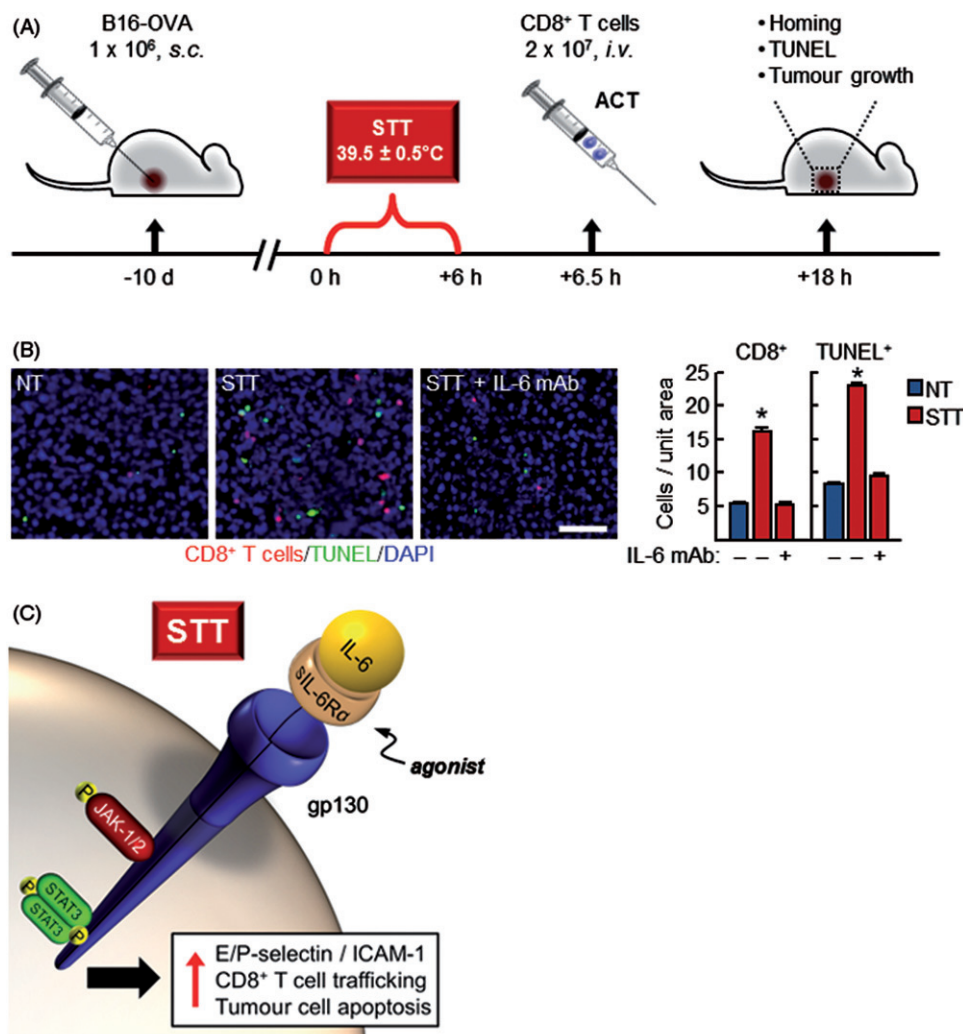 (A)
B16-OVA
1 x 10⁶, s.c.
CD8⁺ T cells
2 x 10⁷, i.v.
ACT
•Homing
•TUNEL
•Tumour growth
STT
39.5 ± 0.5°C
-10 d
0 h
+6 h
+6.5 h
+18 h
(B)
NT
STT
STT + IL-6 mAb
CD8⁺ T cells/TUNEL/DAPI
CD8⁺
TUNEL⁺
NT
STT
Cells / unit area
25
20
15
10
5
*
*
IL-6 mAb: – – + – – +
(C)
STT
IL-6
sIL-6Rα
agonist
gp130
P
JAK-1/2
P
STAT3
STAT3
P
E/P-selectin / ICAM-1
CD8⁺ T cell trafficking
Tumour cell apoptosis